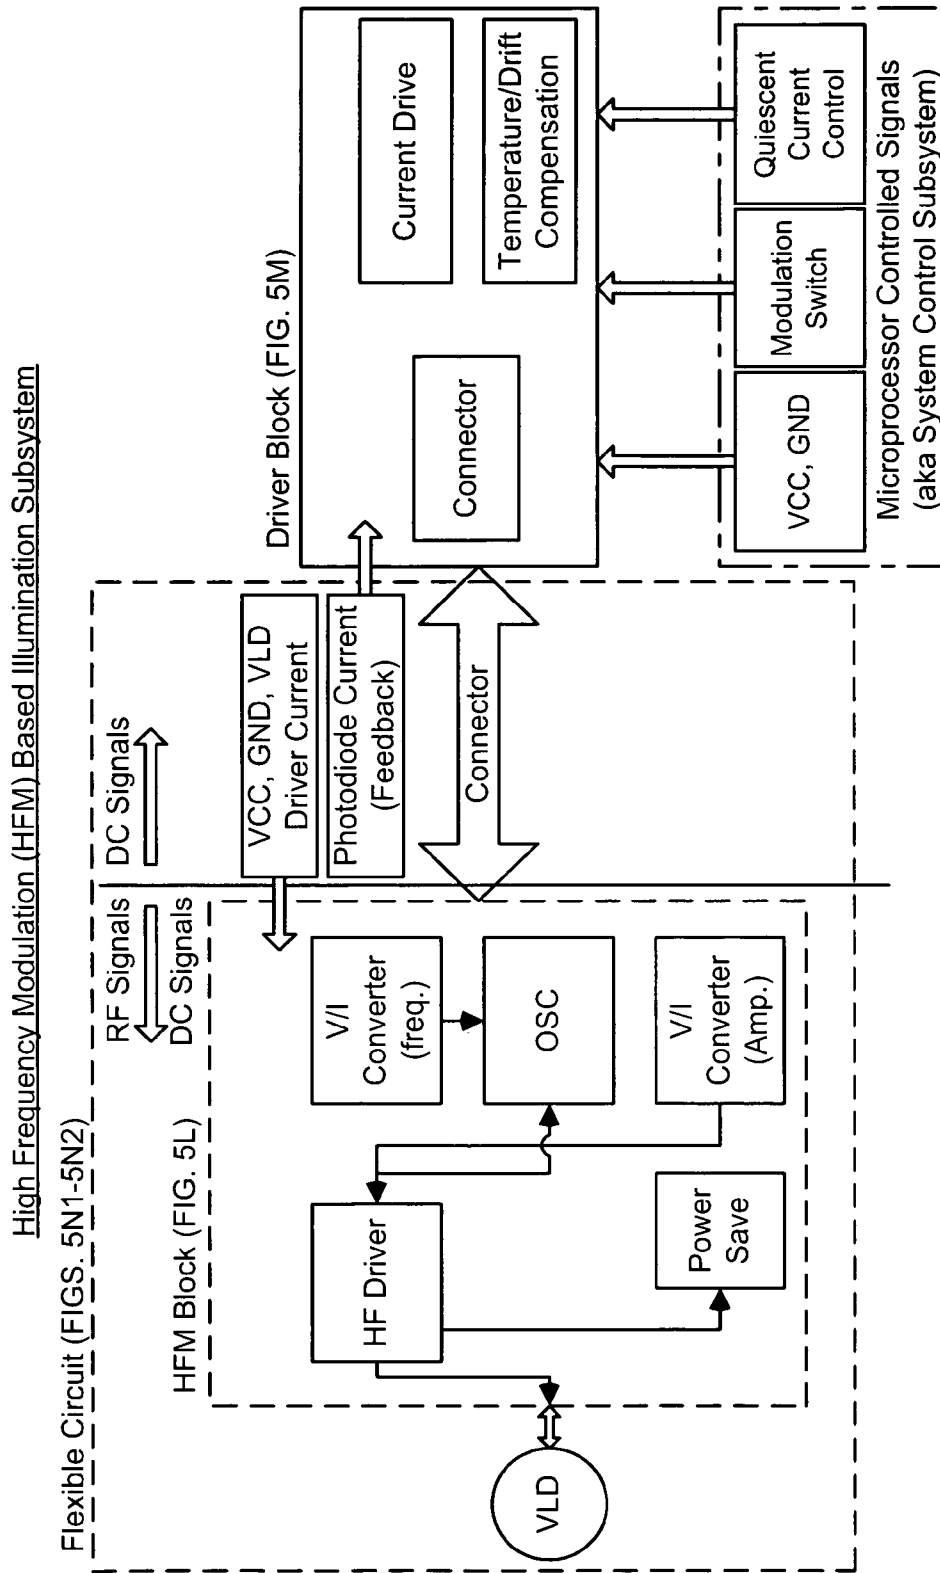 High Frequency Modulation (HFM) Based Illumination Subsystem
Flexible Circuit (FIGS. 5N1-5N2)
RF Signals
DC Signals
DC Signals
HFM Block (FIG. 5L)
VLD
HF Driver
Power
Save
V/I
Converter
(freq.)
OSC
V/I
Converter
(Amp.)
VCC, GND, VLD
Driver Current
Photodiode Current
(Feedback)
Connector
Driver Block (FIG. 5M)
Connector
Current Drive
Temperature/Drift
Compensation
VCC, GND
Modulation
Switch
Quiescent
Current
Control
Microprocessor Controlled Signals
(aka System Control Subsystem)